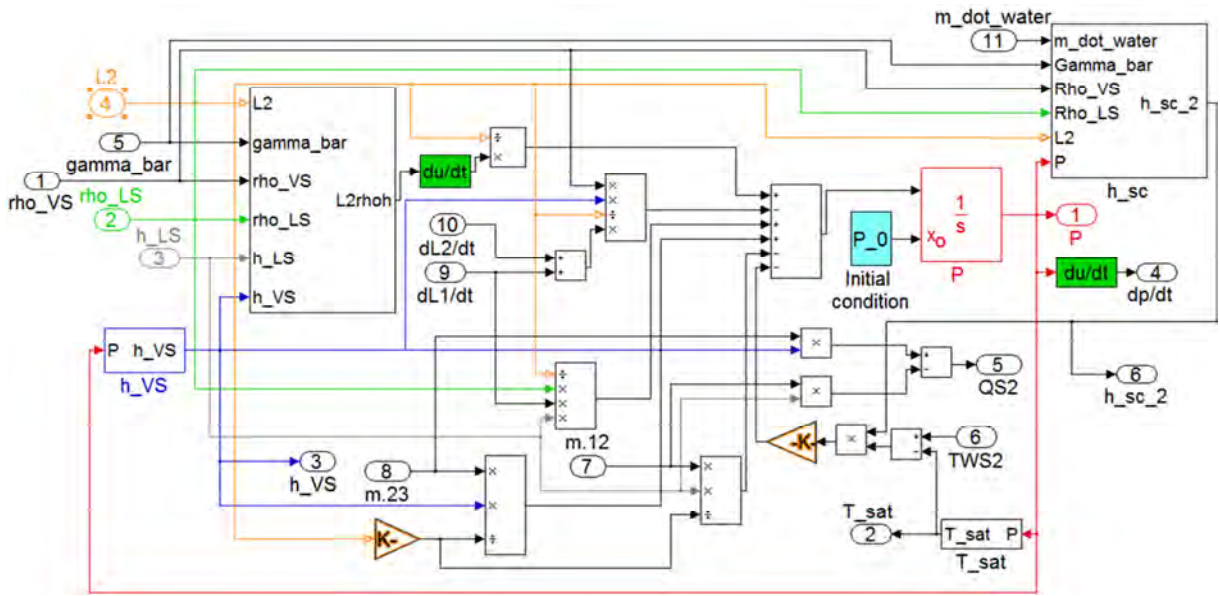 m_dot_water
11
m_dot_water
Gamma_bar
Rho_VS
Rho_LS
L2
P
h_sc_2
h_sc
L2
4
5
gamma_bar
1
rho_VS
rho_LS
2
h_LS
3
L2
gamma_bar
rho_VS
rho_LS
h_LS
h_VS
L2rhoh
du/dt
÷
×
10
dL2/dt
9
dL1/dt
+
+
×
×
÷
×
+
−
+
+
−
−
P_0
Initial
condition
1
s
xo
P
1
P
du/dt
4
dp/dt
P h_VS
h_VS
3
h_VS
÷
×
×
×
m.12
8
m.23
×
×
÷
K-
7
×
×
÷
×
×
+
−
5
QS2
6
h_sc_2
-K-
×
+
−
6
TWS2
T_sat
2
T_sat P
T_sat